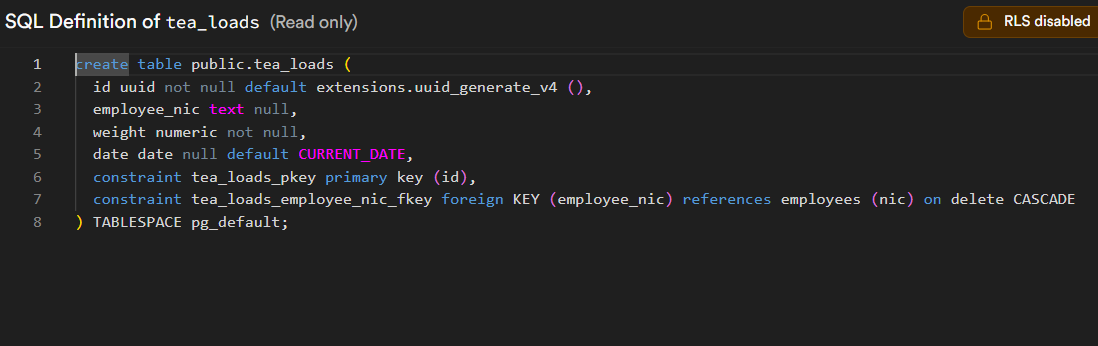 SQL Definition of tea_loads (Read only)
RLS disabled
1 create table public.tea_loads (
2 id uuid not null default extensions.uuid_generate_v4 (),
3 employee_nic text null,
4 weight numeric not null,
5 date date null default CURRENT_DATE,
6 constraint tea_loads_pkey primary key (id),
7 constraint tea_loads_employee_nic_fkey foreign KEY (employee_nic) references employees (nic) on delete CASCADE
8 ) TABLESPACE pg_default;